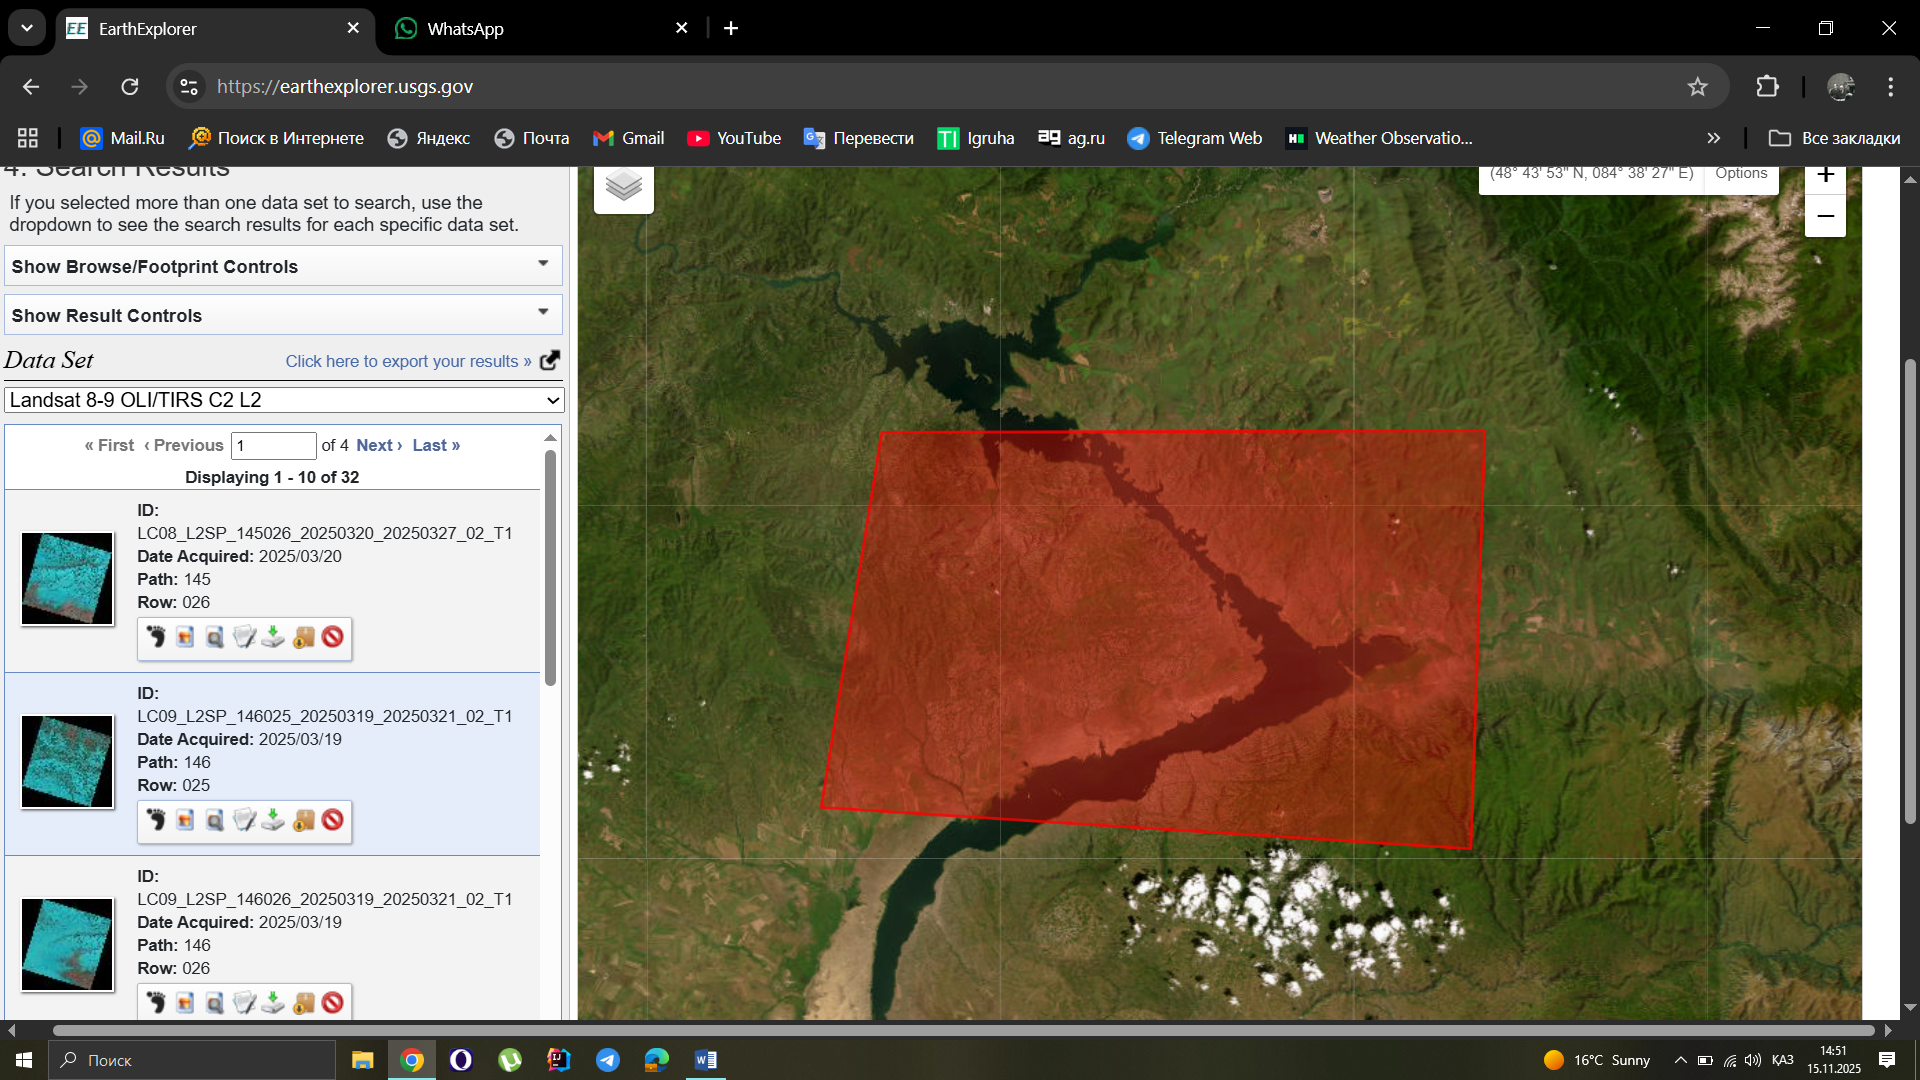 EE EarthExplorer
WhatsApp
https://earthexplorer.usgs.gov
Mail.Ru
Поиск в Интернете
Яндекс
Почта
Gmail
YouTube
Перевести
Igruha
ag.ru
Telegram Web
Weather Observatio...
Все закладки
4. Search Results
If you selected more than one data set to search, use the
dropdown to see the search results for each specific data set.
Show Browse/Footprint Controls
Show Result Controls
Data Set
Click here to export your results »
Landsat 8-9 OLI/TIRS C2 L2
« First ‹ Previous 1 of 4 Next › Last »
Displaying 1 - 10 of 32
ID:
LC08_L2SP_145026_20250320_20250327_02_T1
Date Acquired: 2025/03/20
Path: 145
Row: 026
ID:
LC09_L2SP_146025_20250319_20250321_02_T1
Date Acquired: 2025/03/19
Path: 146
Row: 025
ID:
LC09_L2SP_146026_20250319_20250321_02_T1
Date Acquired: 2025/03/19
Path: 146
Row: 026
(48° 43' 53" N, 084° 38' 27" E)
Options
+
−
Поиск
16°C Sunny
ҚАЗ
14:51
15.11.2025